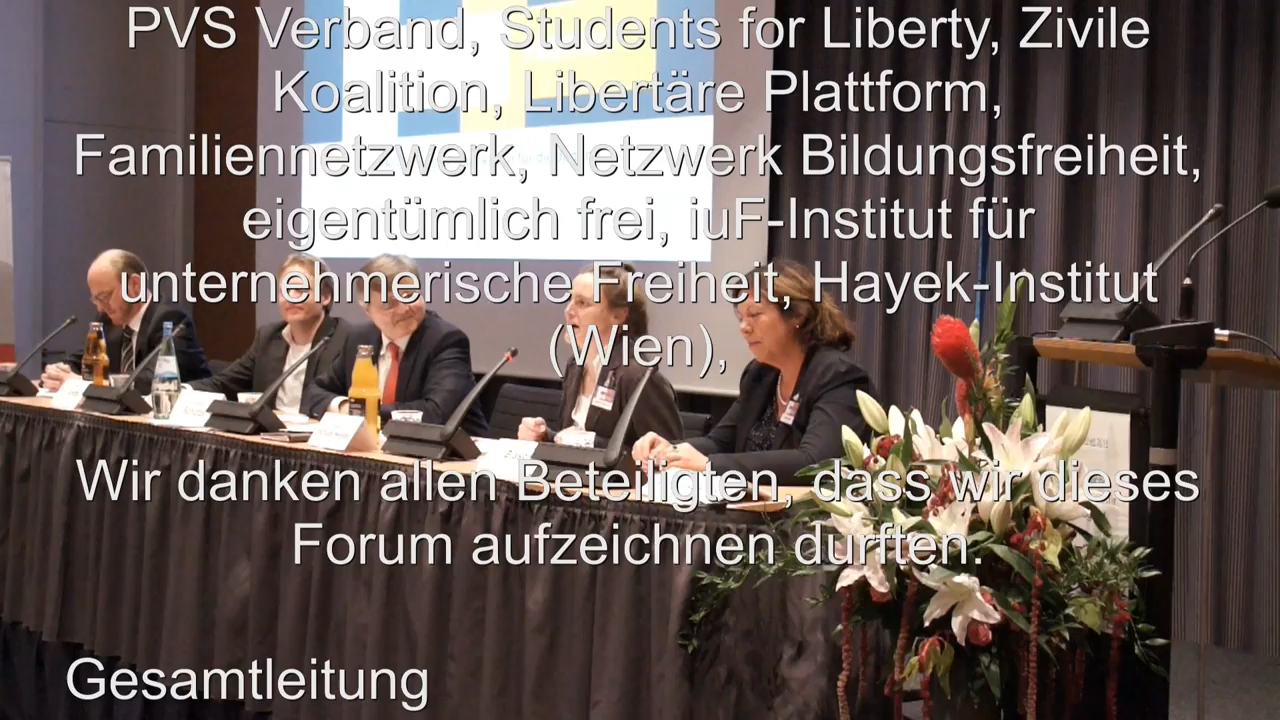 PVS Verband, Students for Liberty, Zivile
Koalition, Libertäre Plattform,
Familiennetzwerk, Netzwerk Bildungsfreiheit,
eigentümlich frei, iuF-Institut für
unternehmerische Freiheit, Hayek-Institut
(Wien),
Wir danken allen Beteiligten, dass wir dieses
Forum aufzeichnen durften.
Gesamtleitung